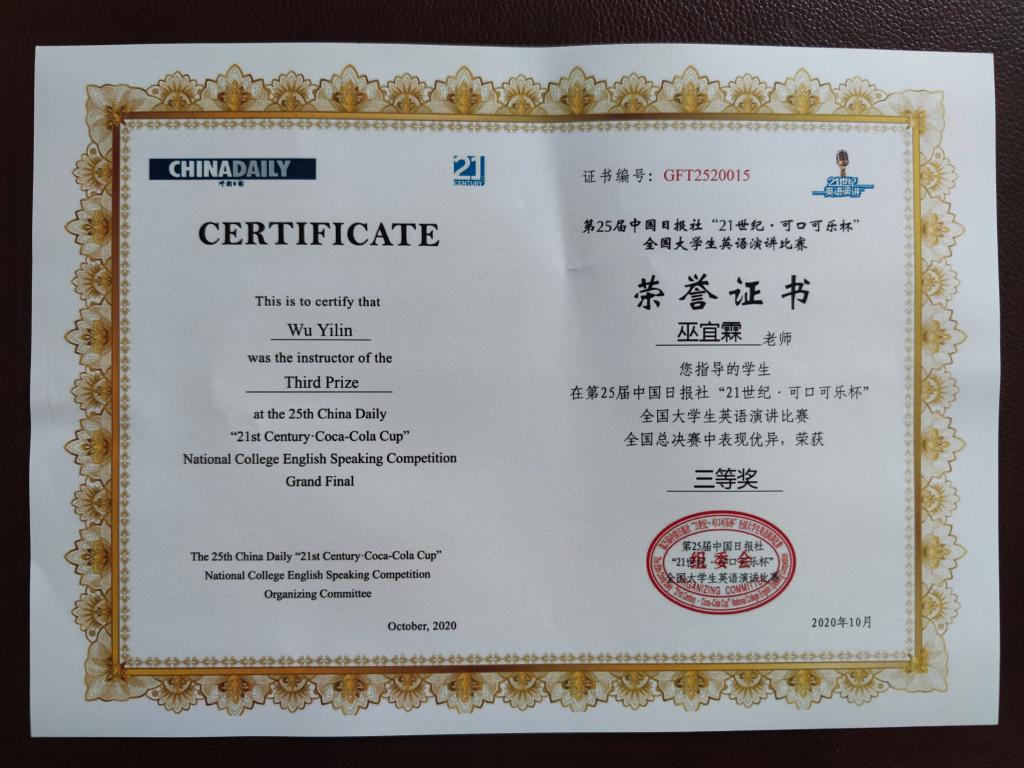 CHINADAILY
中国日报
21
CENTURY
CERTIFICATE
This is to certify that
Wu Yilin
was the instructor of the
Third Prize
at the 25th China Daily
“21st Century·Coca-Cola Cup”
National College English Speaking Competition
Grand Final
The 25th China Daily “21st Century·Coca-Cola Cup”
National College English Speaking Competition
Organizing Committee
October, 2020
证书编号：GFT2520015
21世纪
英语演讲
第25届中国日报社“21世纪·可口可乐杯”
全国大学生英语演讲比赛
荣誉证书
巫宜霖 老师
您指导的学生
在第25届中国日报社“21世纪·可口可乐杯”
全国大学生英语演讲比赛
全国总决赛中表现优异，荣获
三等奖
第25届中国日报社
“21世纪·可口可乐杯”
全国大学生英语演讲比赛
组委会
ORGANIZING COMMITTEE
2020年10月